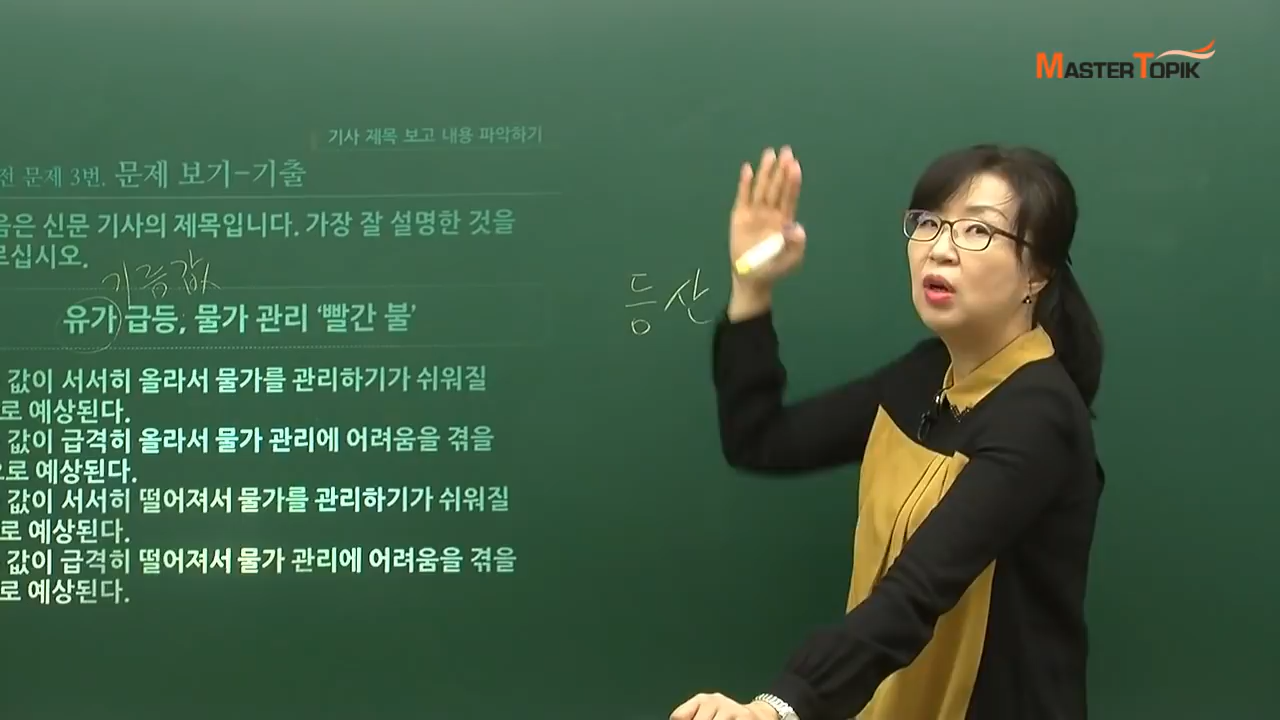 MASTER TOPIK
기사 제목 보고 내용 파악하기
전 문제 3번. 문제 보기-기출
음은 신문 기사의 제목입니다. 가장 잘 설명한 것을
르십시오.
기름값
유가 급등, 물가 관리 ‘빨간 불’
등산
값이 서서히 올라서 물가를 관리하기가 쉬워질
로 예상된다.
값이 급격히 올라서 물가 관리에 어려움을 겪을
으로 예상된다.
값이 서서히 떨어져서 물가를 관리하기가 쉬워질
로 예상된다.
값이 급격히 떨어져서 물가 관리에 어려움을 겪을
로 예상된다.